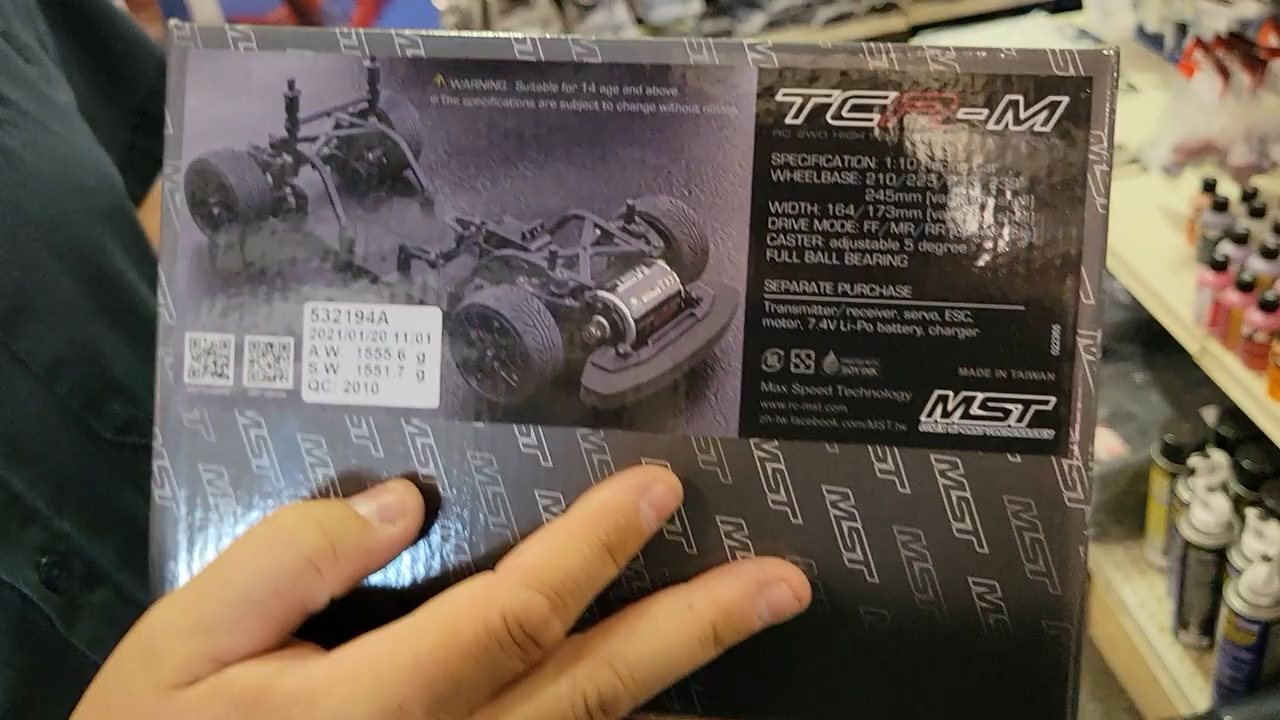 ⚠ WARNING Suitable for 14 age and above.
the specifications are subject to change without notice.
TCR-M
RC 2WD HIGH
SPECIFICATION: 1:10
WHEELBASE: 210/225/
245mm
WIDTH: 164/173mm
DRIVE MODE: FF/MR/RR
CASTER: adjustable 5 degree
FULL BALL BEARING
SEPARATE PURCHASE
Transmitter/receiver, servo, ESC,
motor, 7.4V Li-Po battery, charger
MADE IN TAIWAN
Max Speed Technology
www.rc-mst.com
zh-tw.facebook.com/MST.tw
MST
532194A
2021/01/20 11:01
A W 1555.6 g
S W 1551.7 g
QC: 2010